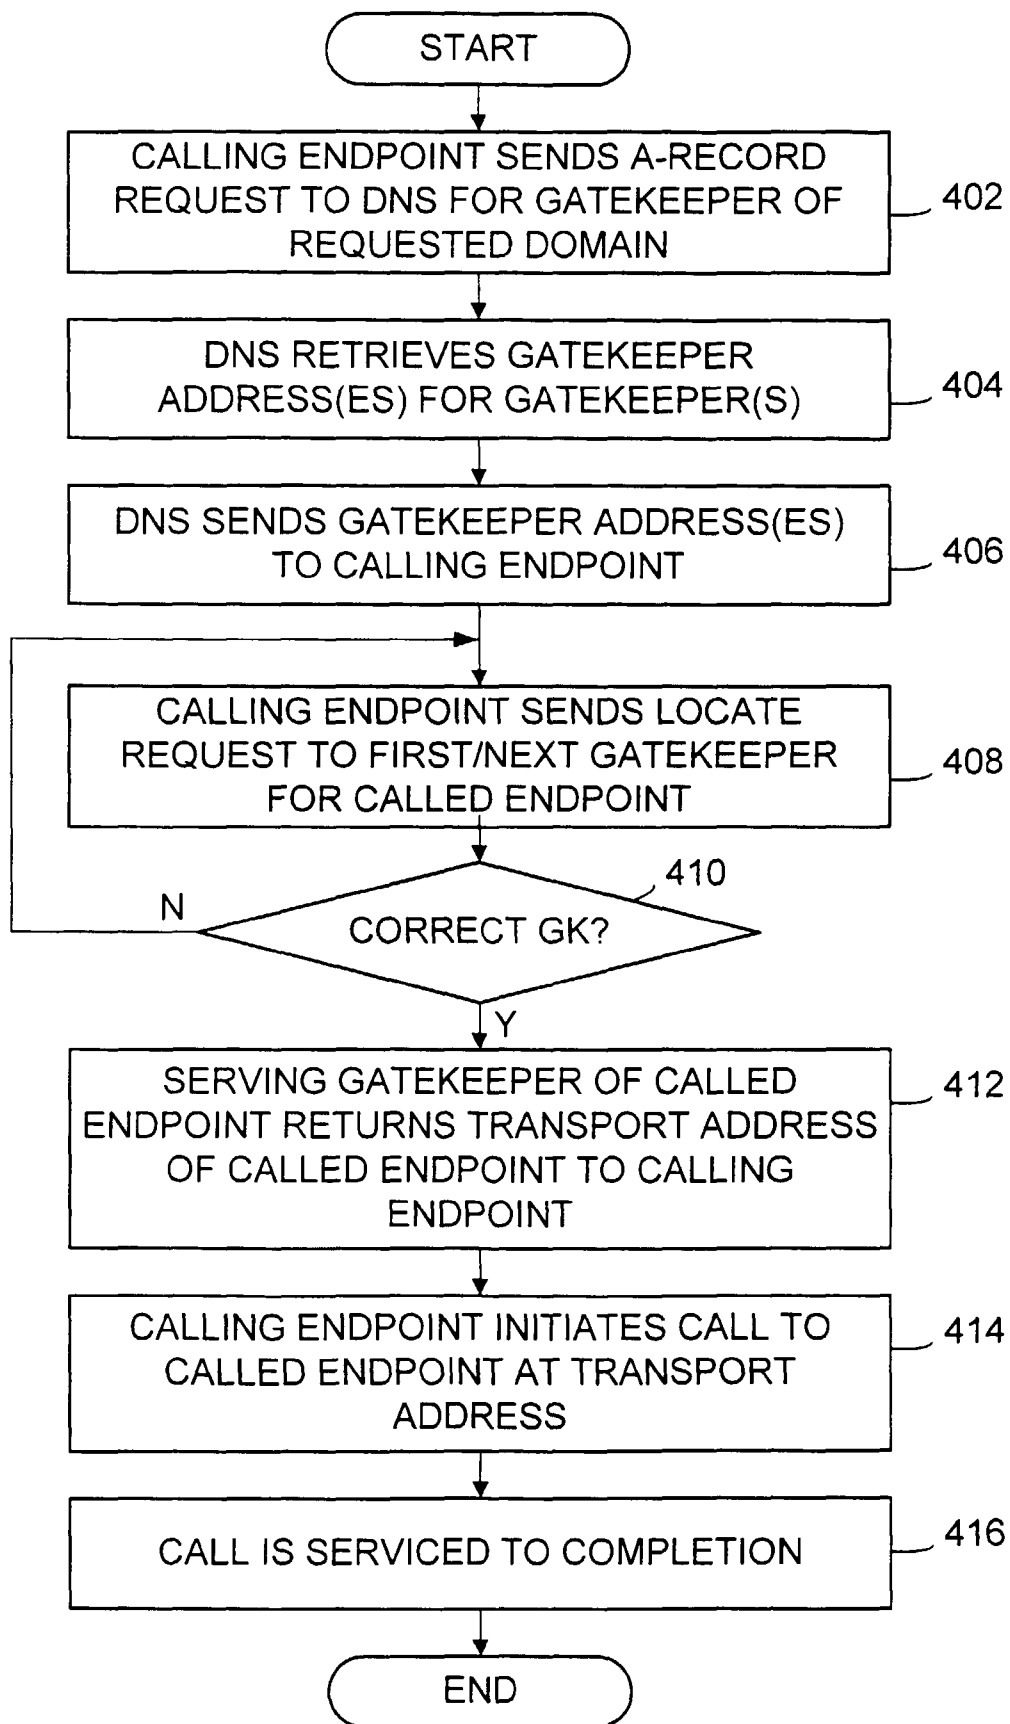 START
CALLING ENDPOINT SENDS A-RECORD
REQUEST TO DNS FOR GATEKEEPER OF
REQUESTED DOMAIN
402
DNS RETRIEVES GATEKEEPER
ADDRESS(ES) FOR GATEKEEPER(S)
404
DNS SENDS GATEKEEPER ADDRESS(ES)
TO CALLING ENDPOINT
406
CALLING ENDPOINT SENDS LOCATE
REQUEST TO FIRST/NEXT GATEKEEPER
FOR CALLED ENDPOINT
408
410
N
CORRECT GK?
Y
SERVING GATEKEEPER OF CALLED
ENDPOINT RETURNS TRANSPORT ADDRESS
OF CALLED ENDPOINT TO CALLING
ENDPOINT
412
CALLING ENDPOINT INITIATES CALL TO
CALLED ENDPOINT AT TRANSPORT
ADDRESS
414
CALL IS SERVICED TO COMPLETION
416
END